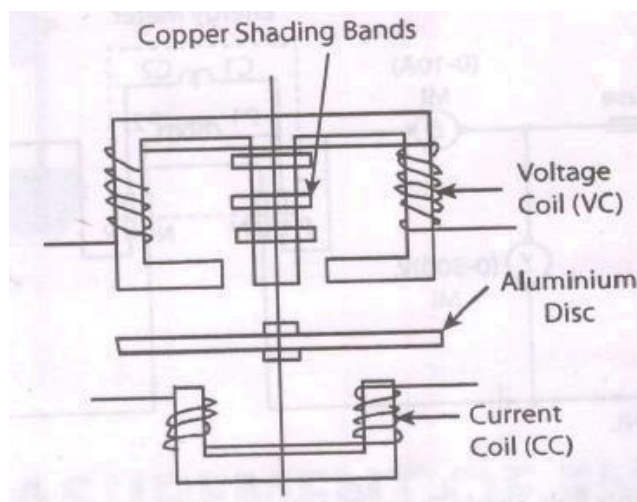 Copper Shading Bands
Voltage
Coil (VC)
Aluminium
Disc
Current
Coil (CC)